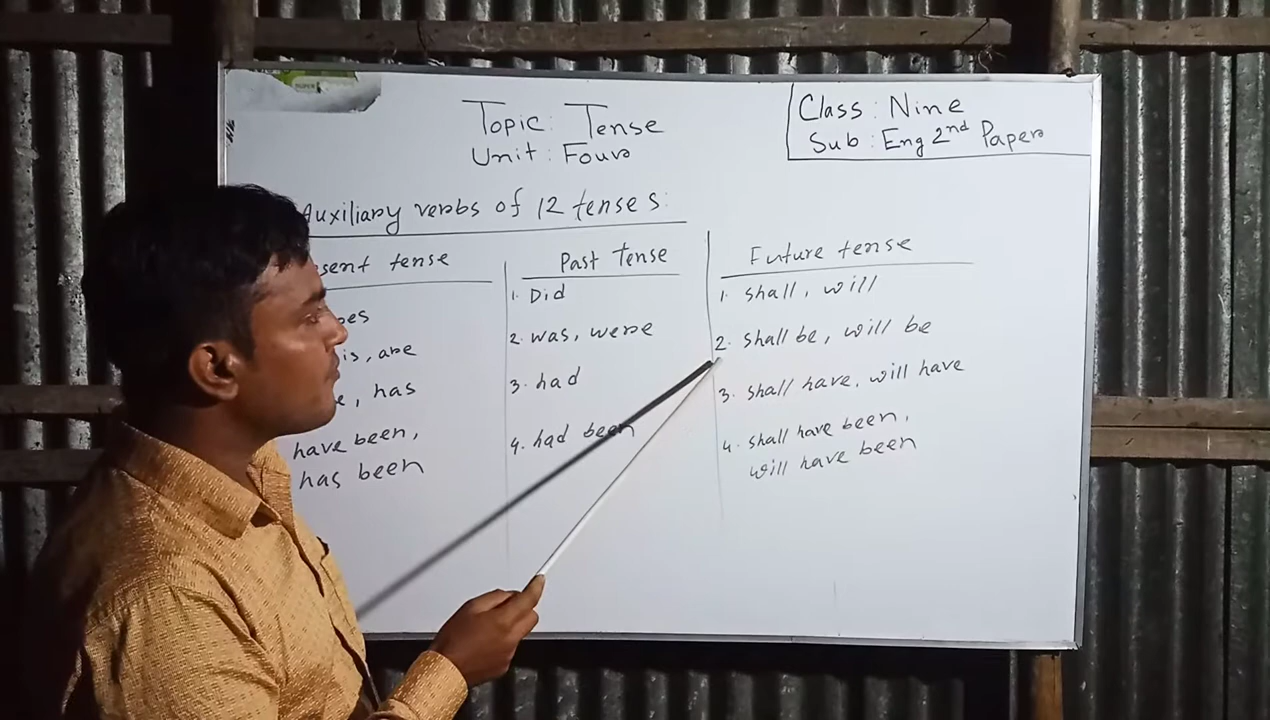 Topic: Tense
Unit: Four
Class: Nine
Sub: Eng 2nd Paper
Auxiliary verbs of 12 tenses:
sent tense
oes
is, are
e, has
have been,
has been
Past Tense
1. Did
2. was, were
3. had
4. had been
Future tense
1. shall, will
2. shall be, will be
3. shall have, will have
4. shall have been,
will have been